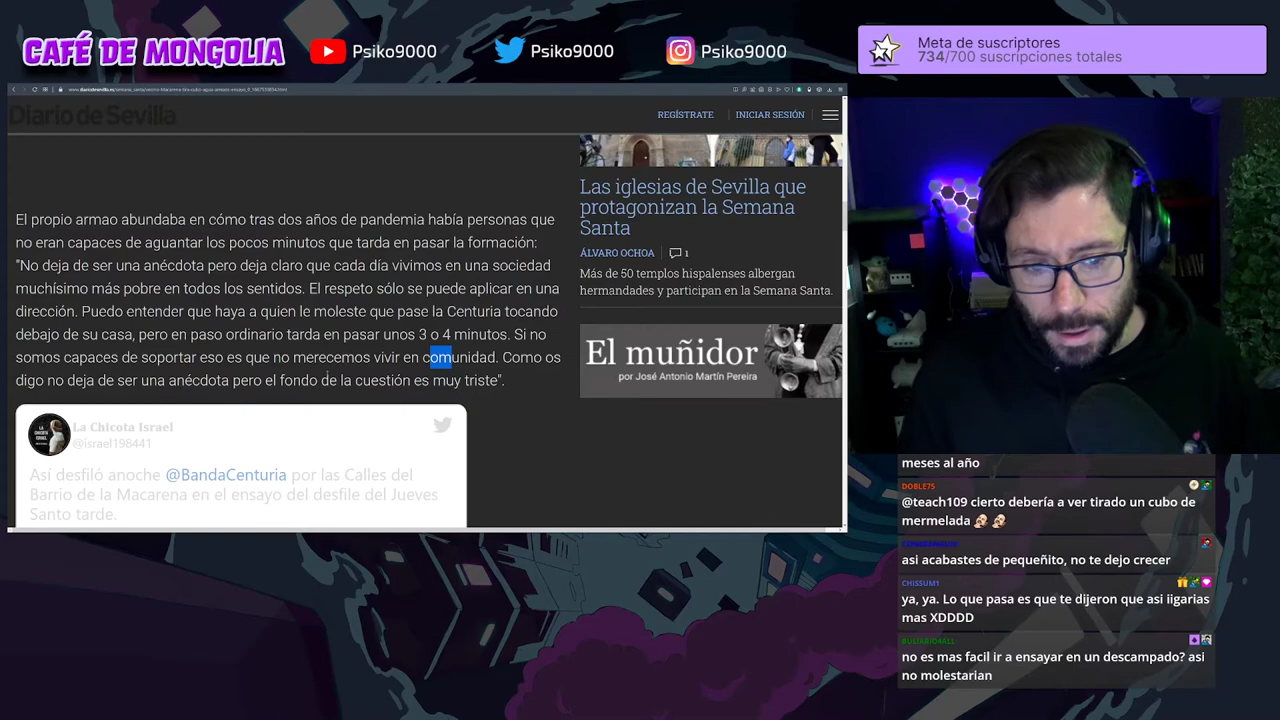 CAFÉ DE MONGOLIA
Psiko9000
Psiko9000
Psiko9000
Meta de suscriptores
734/700 suscripciones totales
Diario de Sevilla
REGÍSTRATE
INICIAR SESIÓN
El propio armao abundaba en cómo tras dos años de pandemia había personas que
no eran capaces de aguantar los pocos minutos que tarda en pasar la formación:
"No deja de ser una anécdota pero deja claro que cada día vivimos en una sociedad
muchísimo más pobre en todos los sentidos. El respeto sólo se puede aplicar en una
dirección. Puedo entender que haya a quien le moleste que pase la Centuria tocando
debajo de su casa, pero en paso ordinario tarda en pasar unos 3 o 4 minutos. Si no
somos capaces de soportar eso es que no merecemos vivir en comunidad. Como os
digo no deja de ser una anécdota pero el fondo de la cuestión es muy triste".
La Chicota Israel
@israel198441
Así desfiló anoche @BandaCenturia por las Calles del
Barrio de la Macarena en el ensayo del desfile del Jueves
Santo tarde.
Las iglesias de Sevilla que
protagonizan la Semana
Santa
ÁLVARO OCHOA
1
Más de 50 templos hispalenses albergan
hermandades y participan en la Semana Santa.
El muñidor
por José Antonio Martín Pereira
meses al año
DOBLE75
@teach109 cierto debería a ver tirado un cubo de
mermelada
asi acabastes de pequeñito, no te dejo crecer
CHISSUM1
ya, ya. Lo que pasa es que te dijeron que asi iigarias
mas XDDDD
no es mas facil ir a ensayar en un descampado? asi
no molestarian